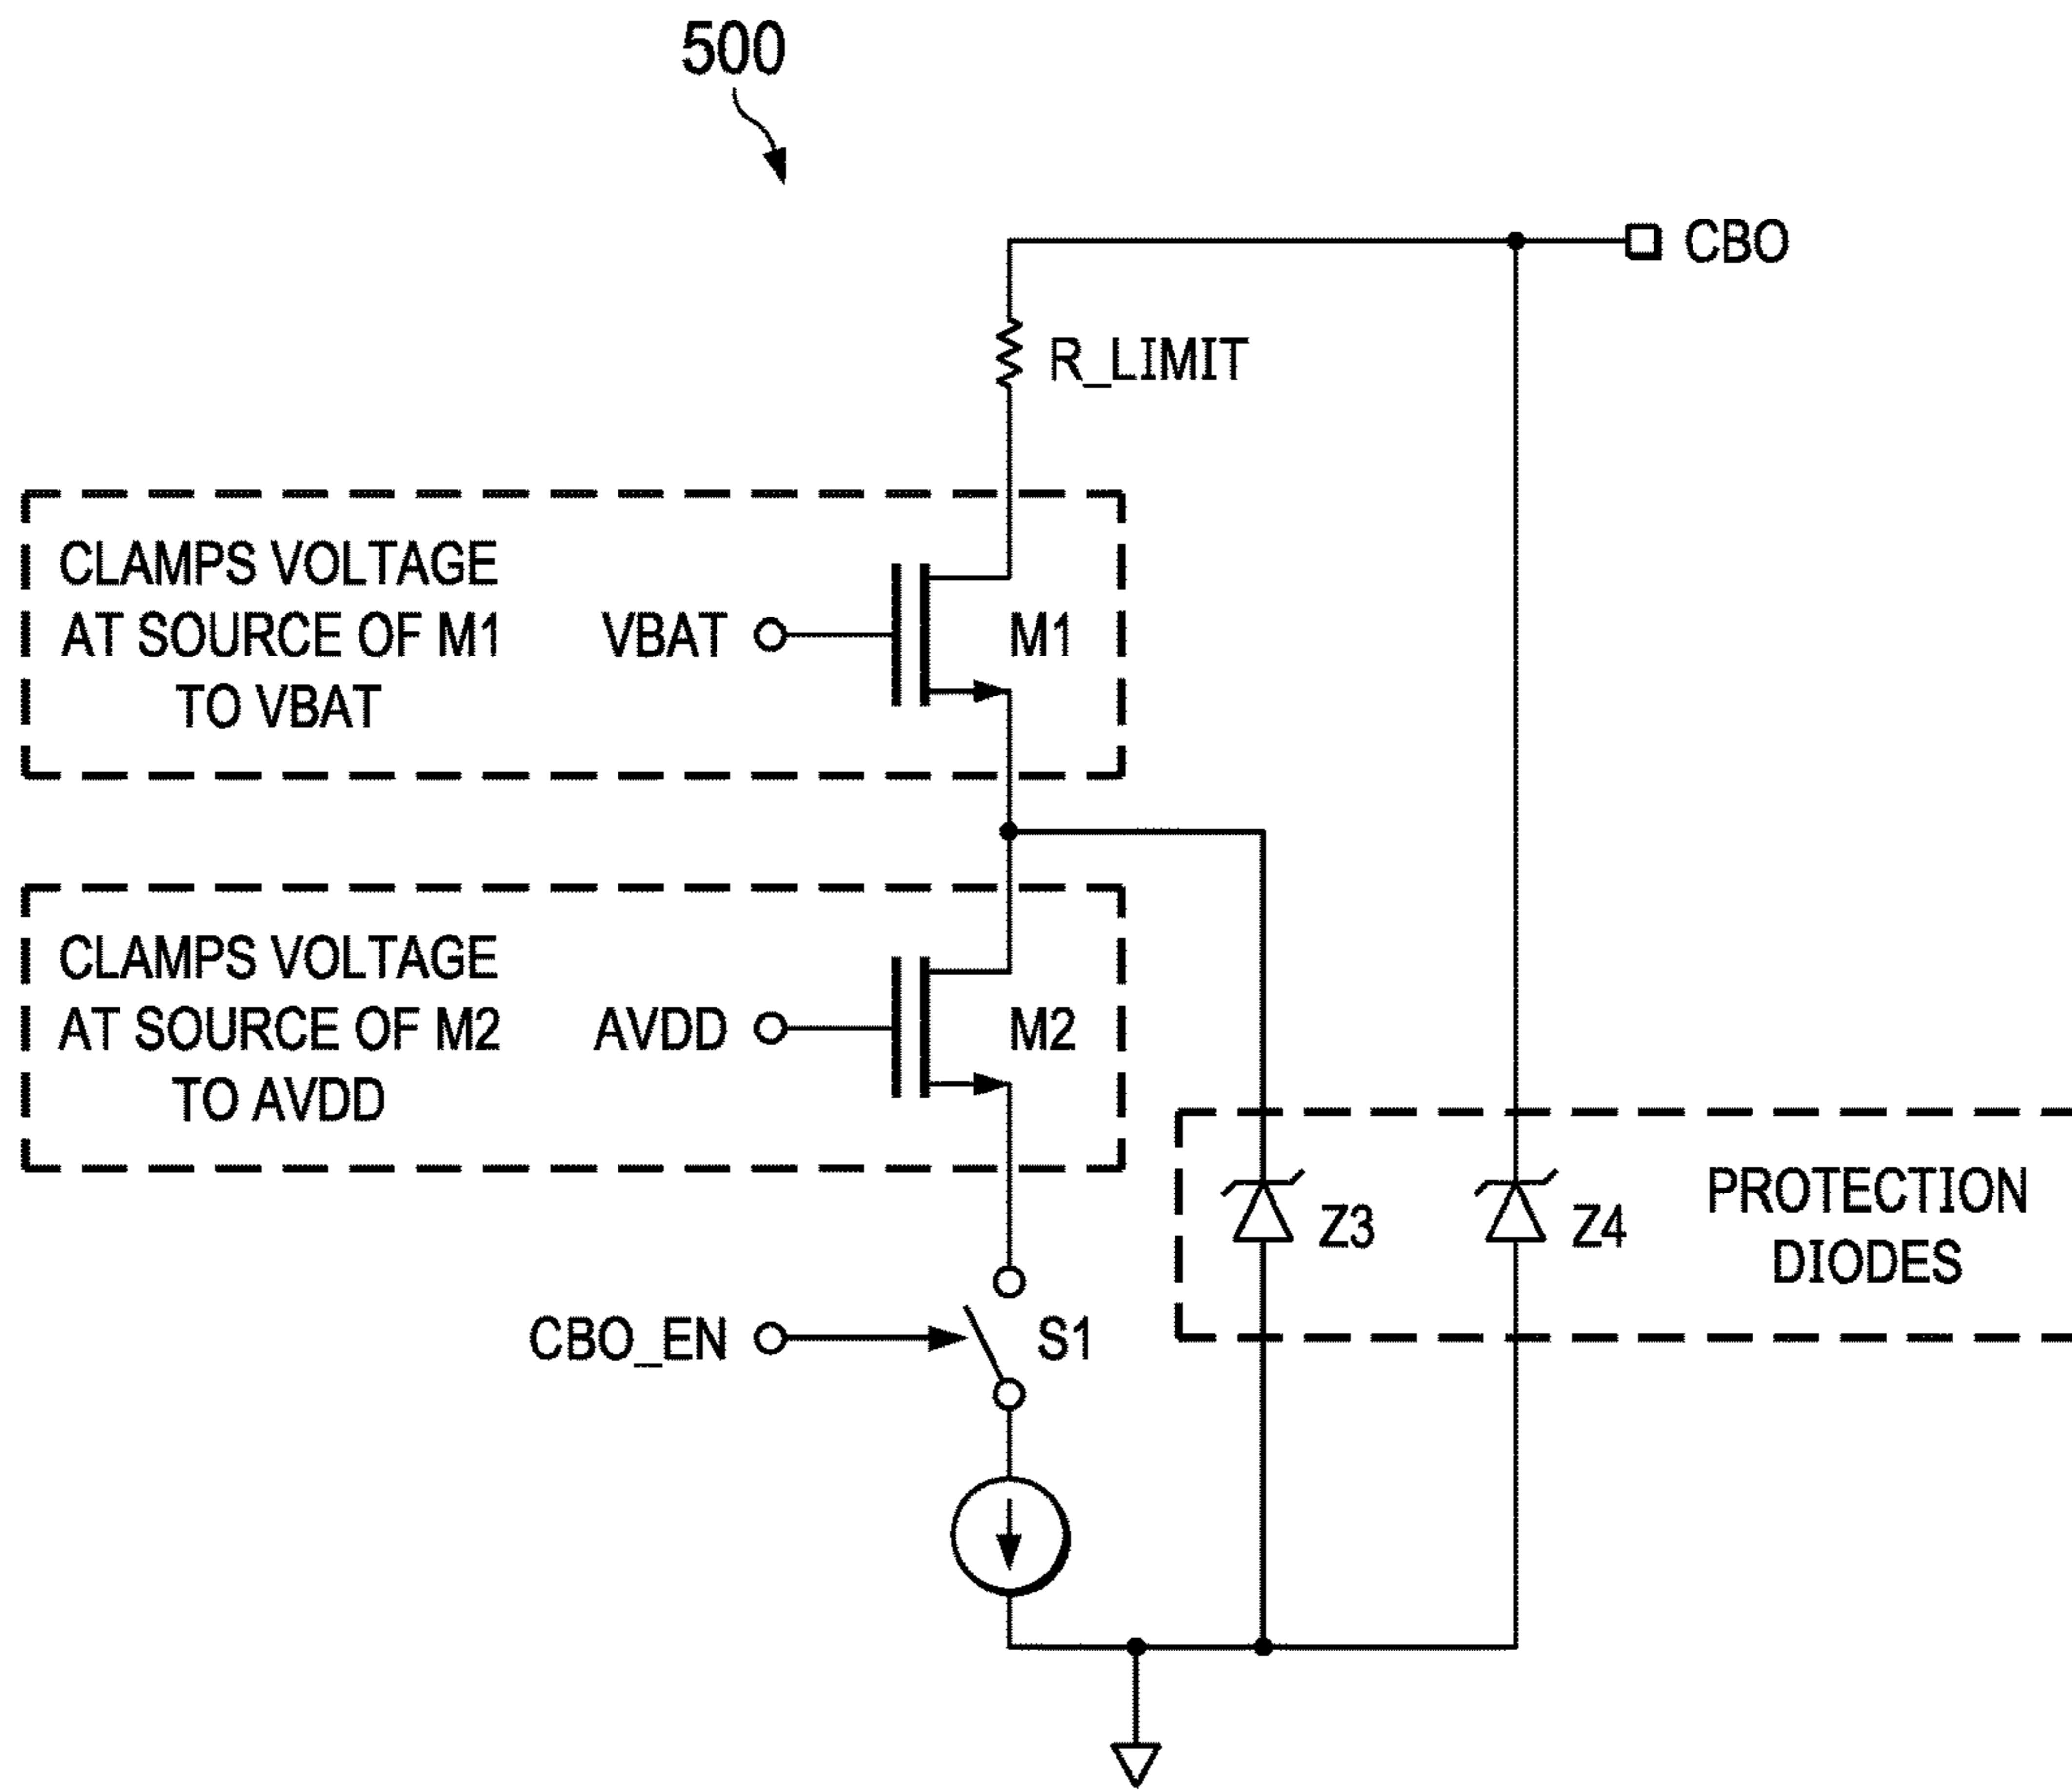 500
CBO
R_LIMIT
CLAMPS VOLTAGE
AT SOURCE OF M1
TO VBAT
VBAT
M1
CLAMPS VOLTAGE
AT SOURCE OF M2
TO AVDD
AVDD
M2
PROTECTION
DIODES
Z3
Z4
CBO_EN
S1